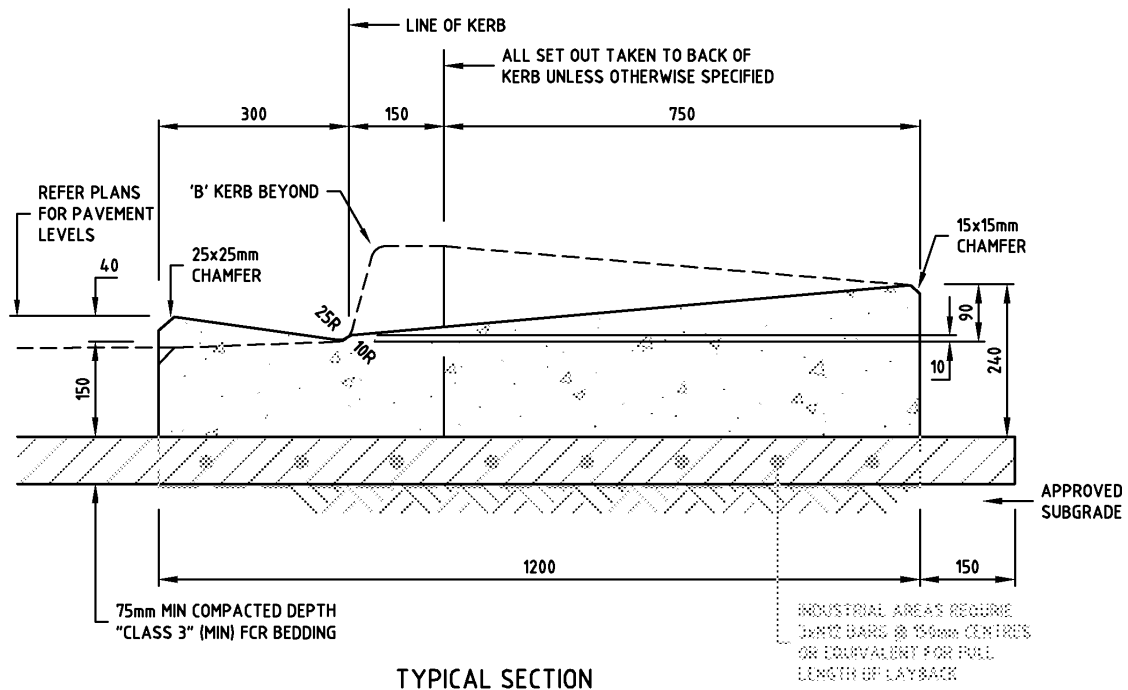 LINE OF KERB
ALL SET OUT TAKEN TO BACK OF
KERB UNLESS OTHERWISE SPECIFIED
300
150
750
REFER PLANS
FOR PAVEMENT
LEVELS
'B' KERB BEYOND
25x25mm
CHAMFER
15x15mm
CHAMFER
40
25R
10R
90
10
240
150
APPROVED
SUBGRADE
1200
150
75mm MIN COMPACTED DEPTH
"CLASS 3" (MIN) FCR BEDDING
INDUSTRIAL AREAS REQUIRE
BARS @ 150mm CENTRES
OR EQUIVALENT FOR FULL
LENGTH OF LAYBACK
TYPICAL SECTION